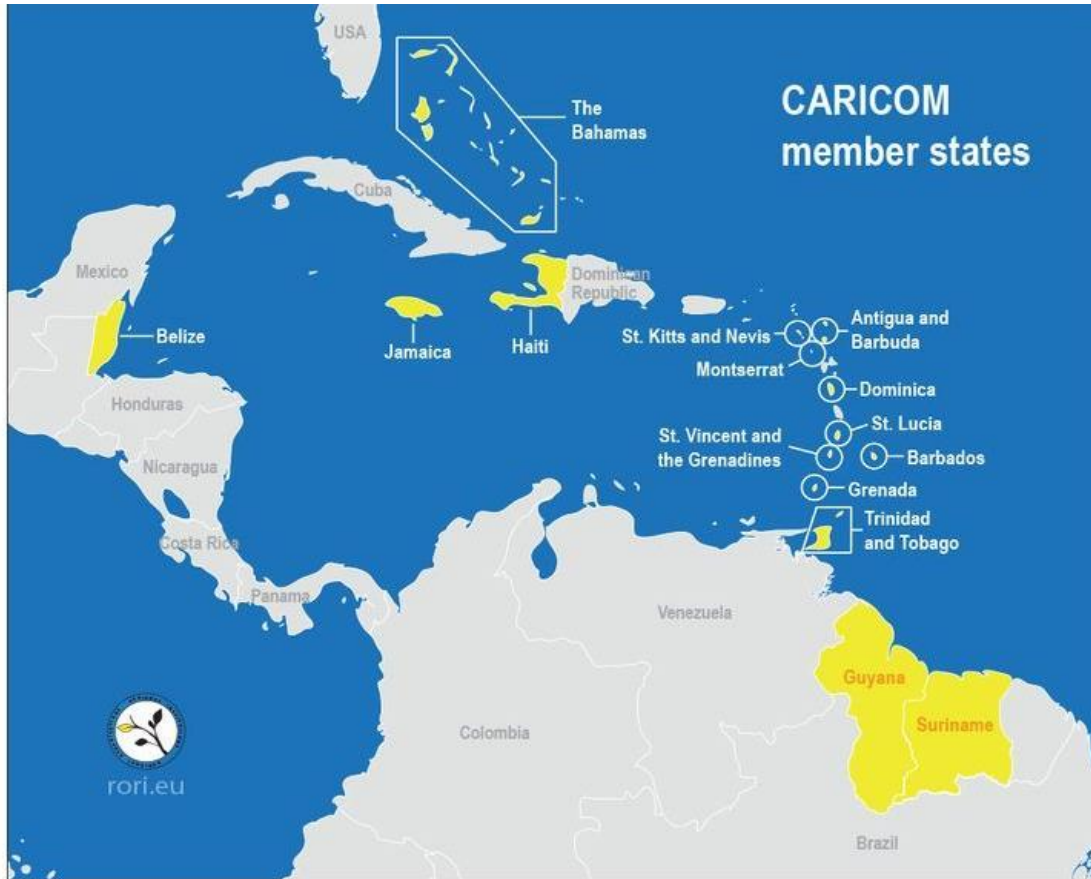 USA
The
Bahamas
CARICOM
member states
Cuba
Mexico
Dominican
Republic
Belize
Jamaica
Haiti
St. Kitts and Nevis
Antigua and
Barbuda
Montserrat
Dominica
Honduras
St. Lucia
St. Vincent and
the Grenadines
Barbados
Nicaragua
Grenada
Trinidad
and Tobago
Costa Rica
Panama
Venezuela
Guyana
Suriname
Colombia
rori.eu
Brazil